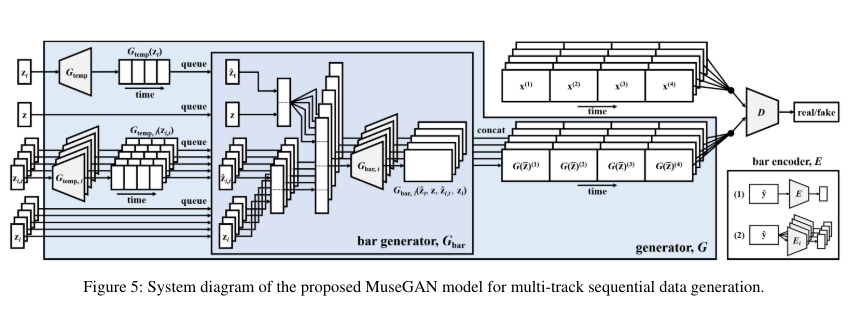 G_temp(z_t)
z_t
G_temp
queue
ẑ_t
time
x^(1)
x^(2)
x^(3)
x^(4)
time
z
queue
z
D
real/fake
G_temp, i(z_i,t)
queue
concat
G(z̄)^(1)
G(z̄)^(2)
G(z̄)^(3)
G(z̄)^(4)
z_i,t
G_temp, i
ẑ_i,t
G_bar, i
time
time
G_bar, i(ẑ_t, z, ẑ_i,t, z_i)
queue
z_i
z_i
bar generator, G_bar
generator, G
bar encoder, E
(1)
ŷ
E
(2)
ŷ
E_i
Figure 5: System diagram of the proposed MuseGAN model for multi-track sequential data generation.